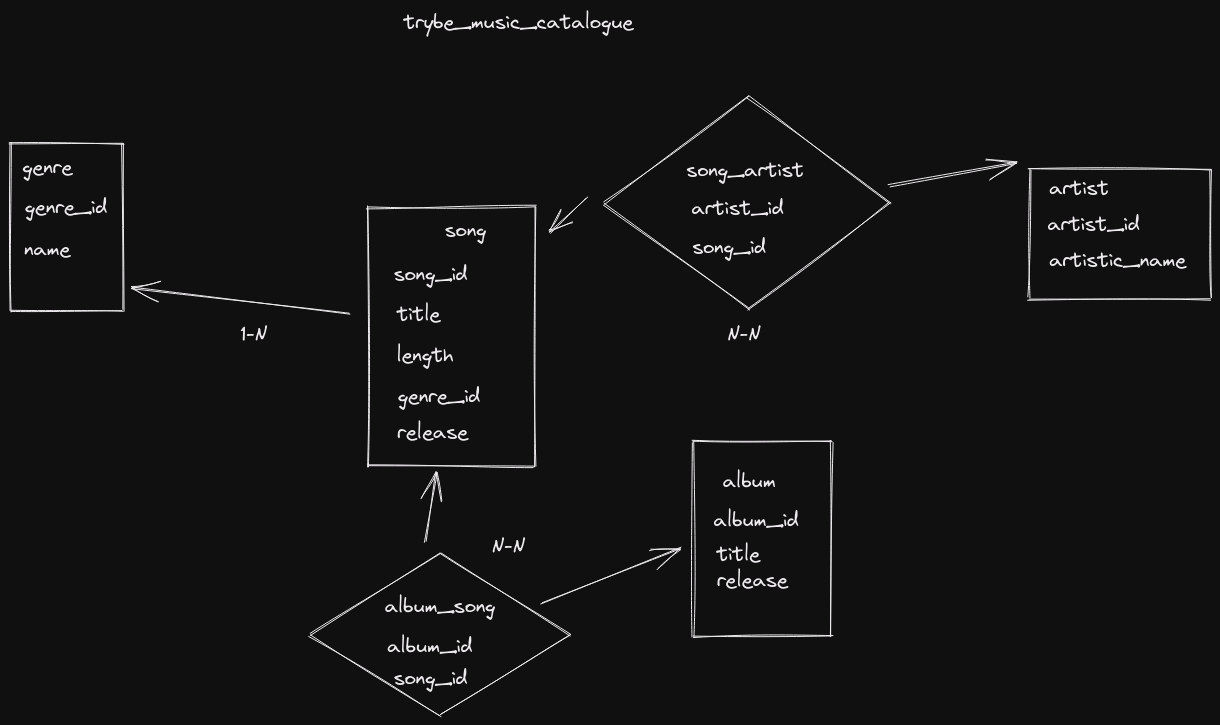 trybe_music_catalogue
genre
genre_id
name
1-N
song
song_id
title
length
genre_id
release
song_artist
artist_id
song_id
N-N
artist
artist_id
artistic_name
N-N
album_song
album_id
song_id
album
album_id
title
release